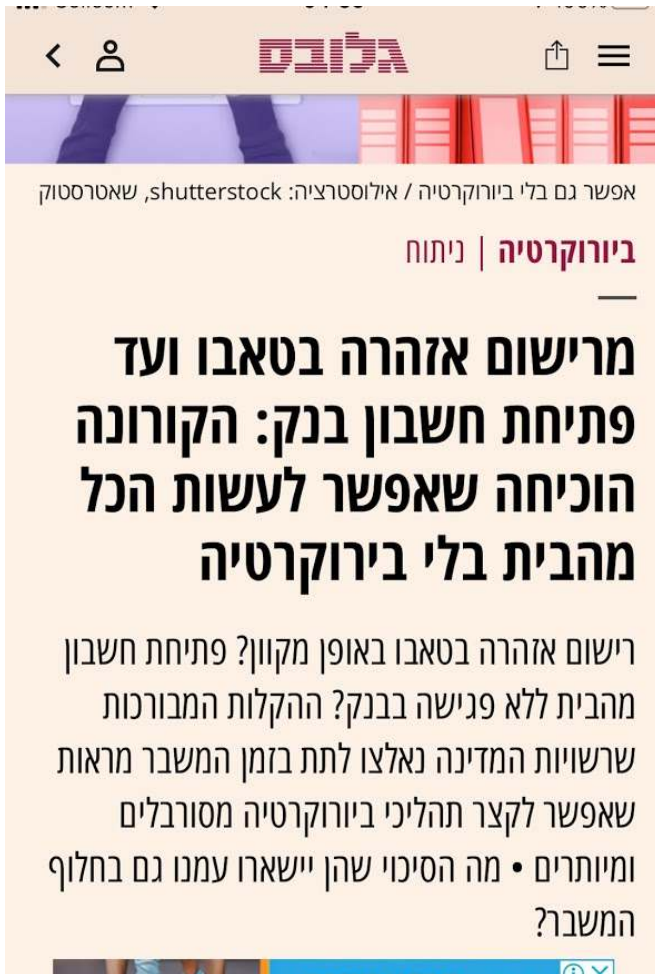 גלובס
אפשר גם בלי ביורוקרטיה / אילוסטרציה: shutterstock, שאטרסטוק
ביורוקרטיה | ניתוח
מרישום אזהרה בטאבו ועד
פתיחת חשבון בנק: הקורונה
הוכיחה שאפשר לעשות הכל
מהבית בלי בירוקרטיה
רישום אזהרה בטאבו באופן מקוון? פתיחת חשבון
מהבית ללא פגישה בבנק? ההקלות המבורכות
שרשויות המדינה נאלצו לתת בזמן המשבר מראות
שאפשר לקצר תהליכי ביורוקרטיה מסורבלים
ומיותרים • מה הסיכוי שהן יישארו עמנו גם בחלוף
המשבר?